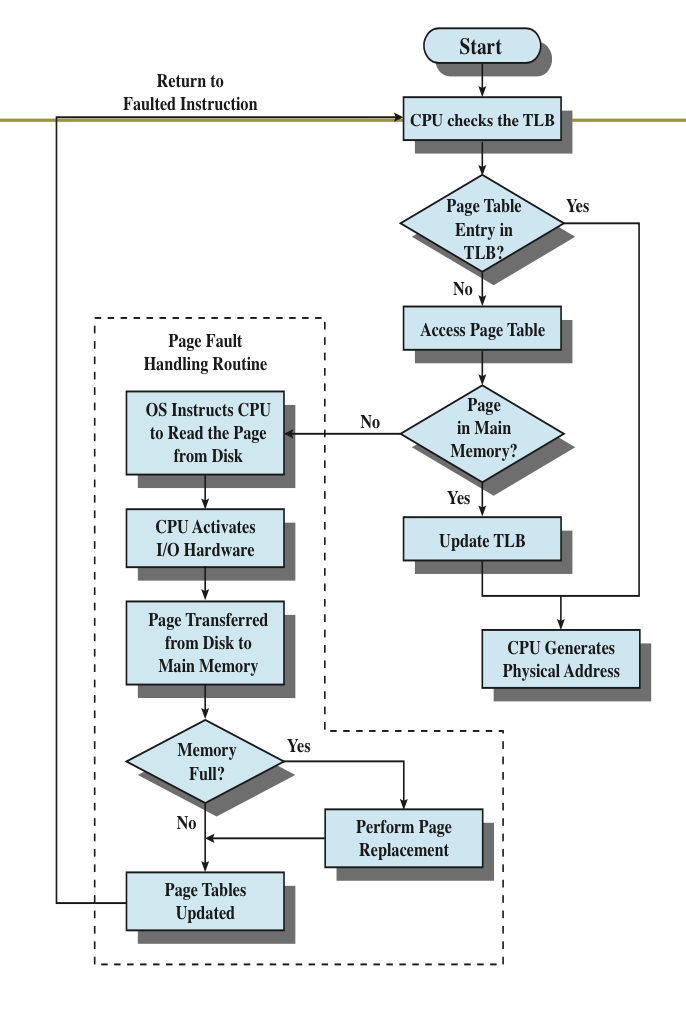 Start
Return to
Faulted Instruction
CPU checks the TLB
Page Table
Entry in
TLB?
Yes
No
Access Page Table
Page Fault
Handling Routine
OS Instructs CPU
to Read the Page
from Disk
No
Page
in Main
Memory?
Yes
CPU Activates
I/O Hardware
Update TLB
Page Transferred
from Disk to
Main Memory
CPU Generates
Physical Address
Memory
Full?
Yes
No
Perform Page
Replacement
Page Tables
Updated